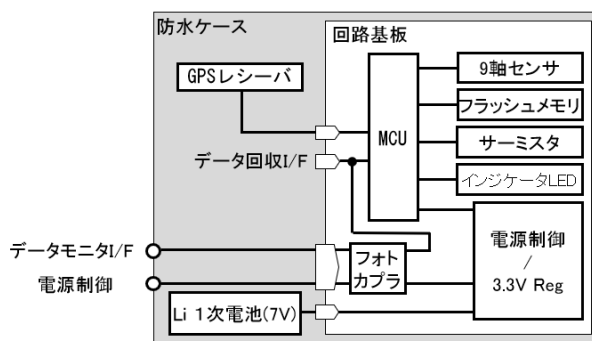 防水ケース
回路基板
GPSレシーバ
MCU
9軸センサ
フラッシュメモリ
サーミスタ
インジケータLED
データ回収I/F
データモニタI/F
電源制御
フォト
カプラ
電源制御
/
3.3V Reg
Li 1次電池(7V)